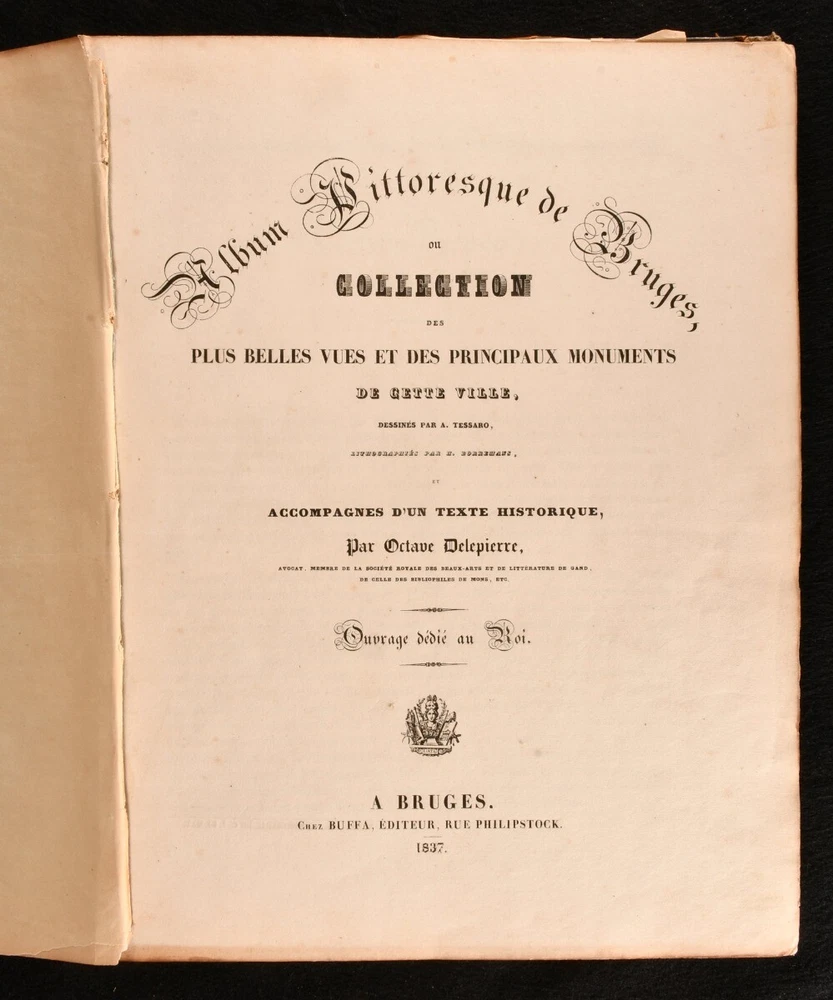 Album Pittoresque de Bruges,
ou
COLLECTION
DES
PLUS BELLES VUES ET DES PRINCIPAUX MONUMENTS
DE CETTE VILLE,
DESSINÉS PAR A. TESSARO,
LITHOGRAPHIÉS PAR H. BORREMANS,
ET
ACCOMPAGNES D'UN TEXTE HISTORIQUE,
Par Octave Delepierre,
AVOCAT, MEMBRE DE LA SOCIÉTÉ ROYALE DES BEAUX-ARTS ET DE LITTÉRATURE DE GAND,
DE CELLE DES BIBLIOPHILES DE MONS, ETC.
Ouvrage dédié au Roi.
A BRUGES.
CHEZ BUFFA, ÉDITEUR, RUE PHILIPSTOCK.
1837.